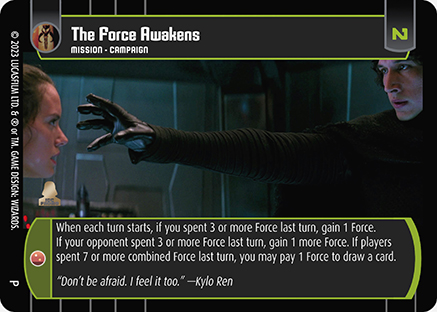 The Force Awakens
MISSION - CAMPAIGN
N
© 2023 LUCASFILM LTD. & ® or TM. GAME DESIGN: WIZARDS.
P
When each turn starts, if you spent 3 or more Force last turn, gain 1 Force.
If your opponent spent 3 or more Force last turn, gain 1 more Force. If players
spent 7 or more combined Force last turn, you may pay 1 Force to draw a card.
“Don't be afraid. I feel it too.” —Kylo Ren